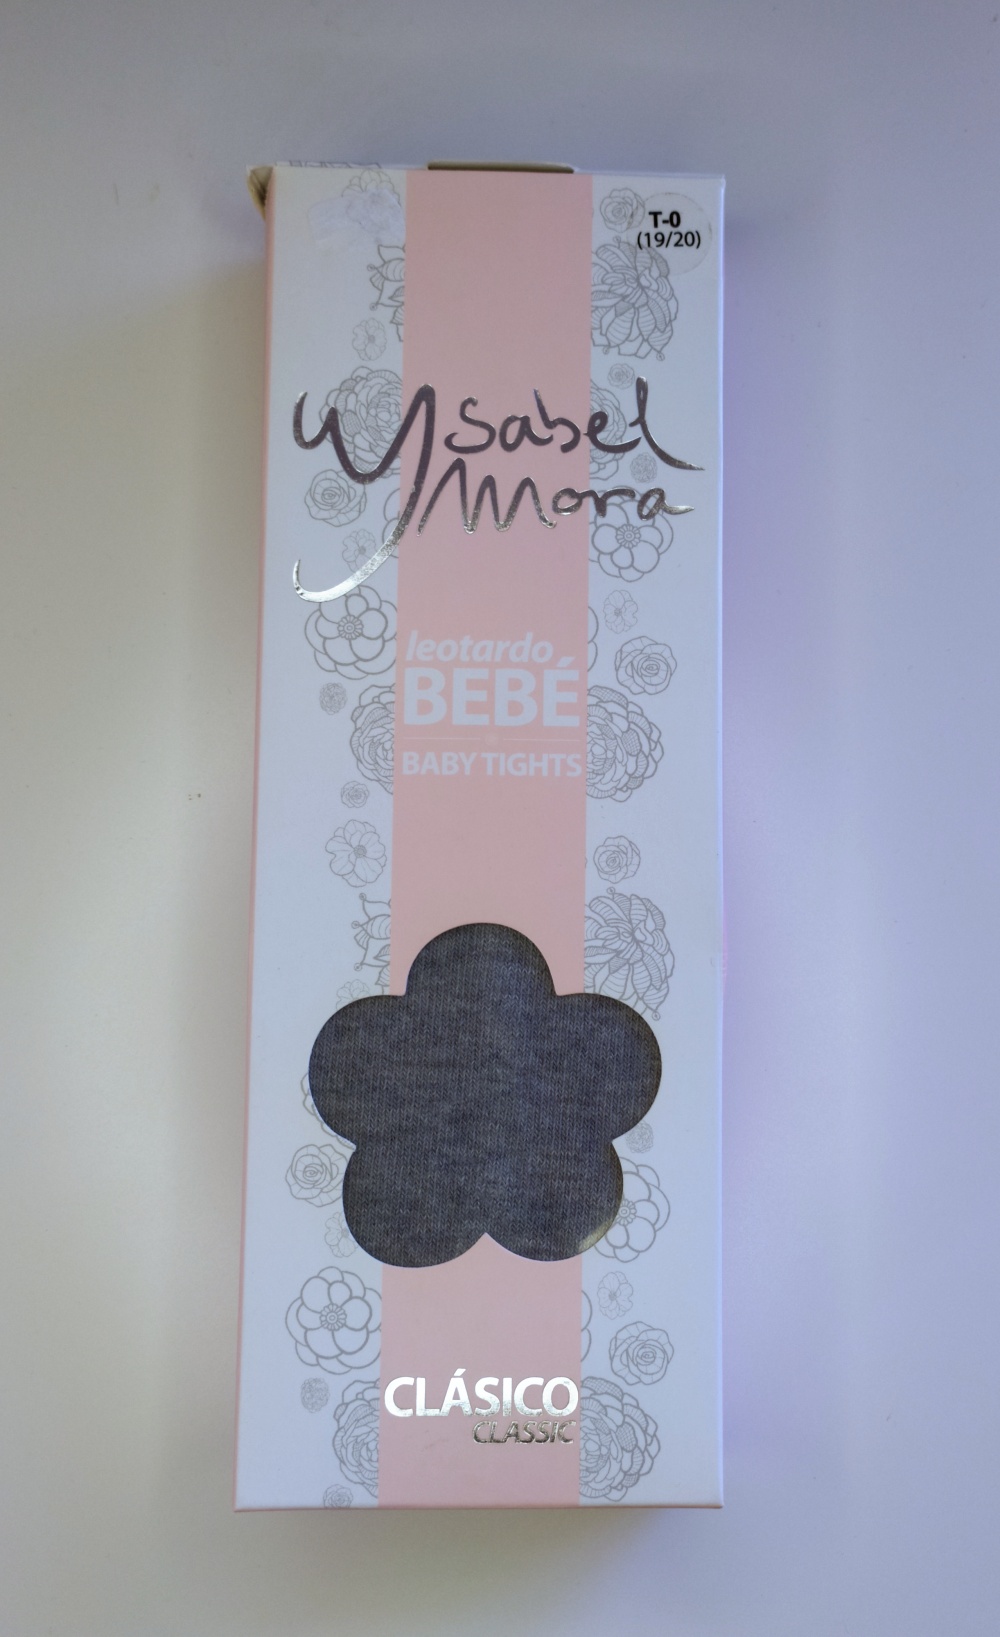 T-0
(19/20)
Ysabel
Mora
leotardo
BEBÉ
BABY TIGHTS
CLÁSICO
CLASSIC